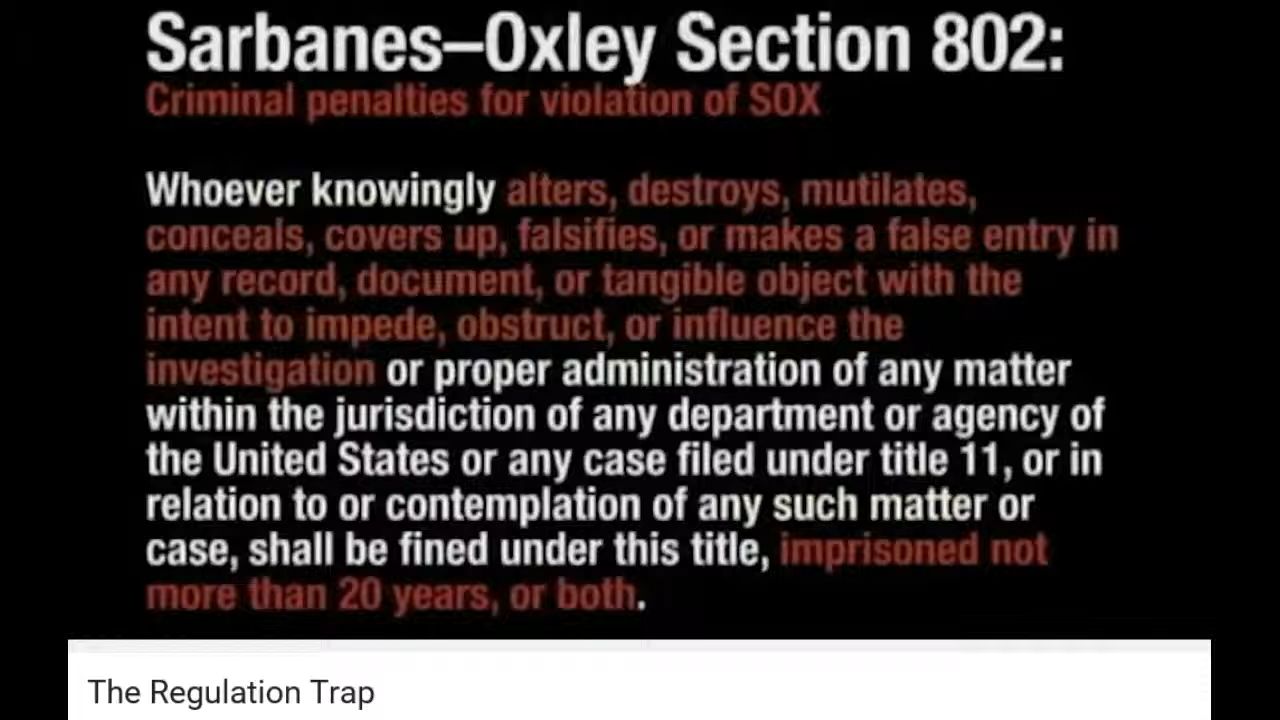 Sarbanes–Oxley Section 802:
Criminal penalties for violation of SOX
Whoever knowingly alters, destroys, mutilates,
conceals, covers up, falsifies, or makes a false entry in
any record, document, or tangible object with the
intent to impede, obstruct, or influence the
investigation or proper administration of any matter
within the jurisdiction of any department or agency of
the United States or any case filed under title 11, or in
relation to or contemplation of any such matter or
case, shall be fined under this title, imprisoned not
more than 20 years, or both.
The Regulation Trap